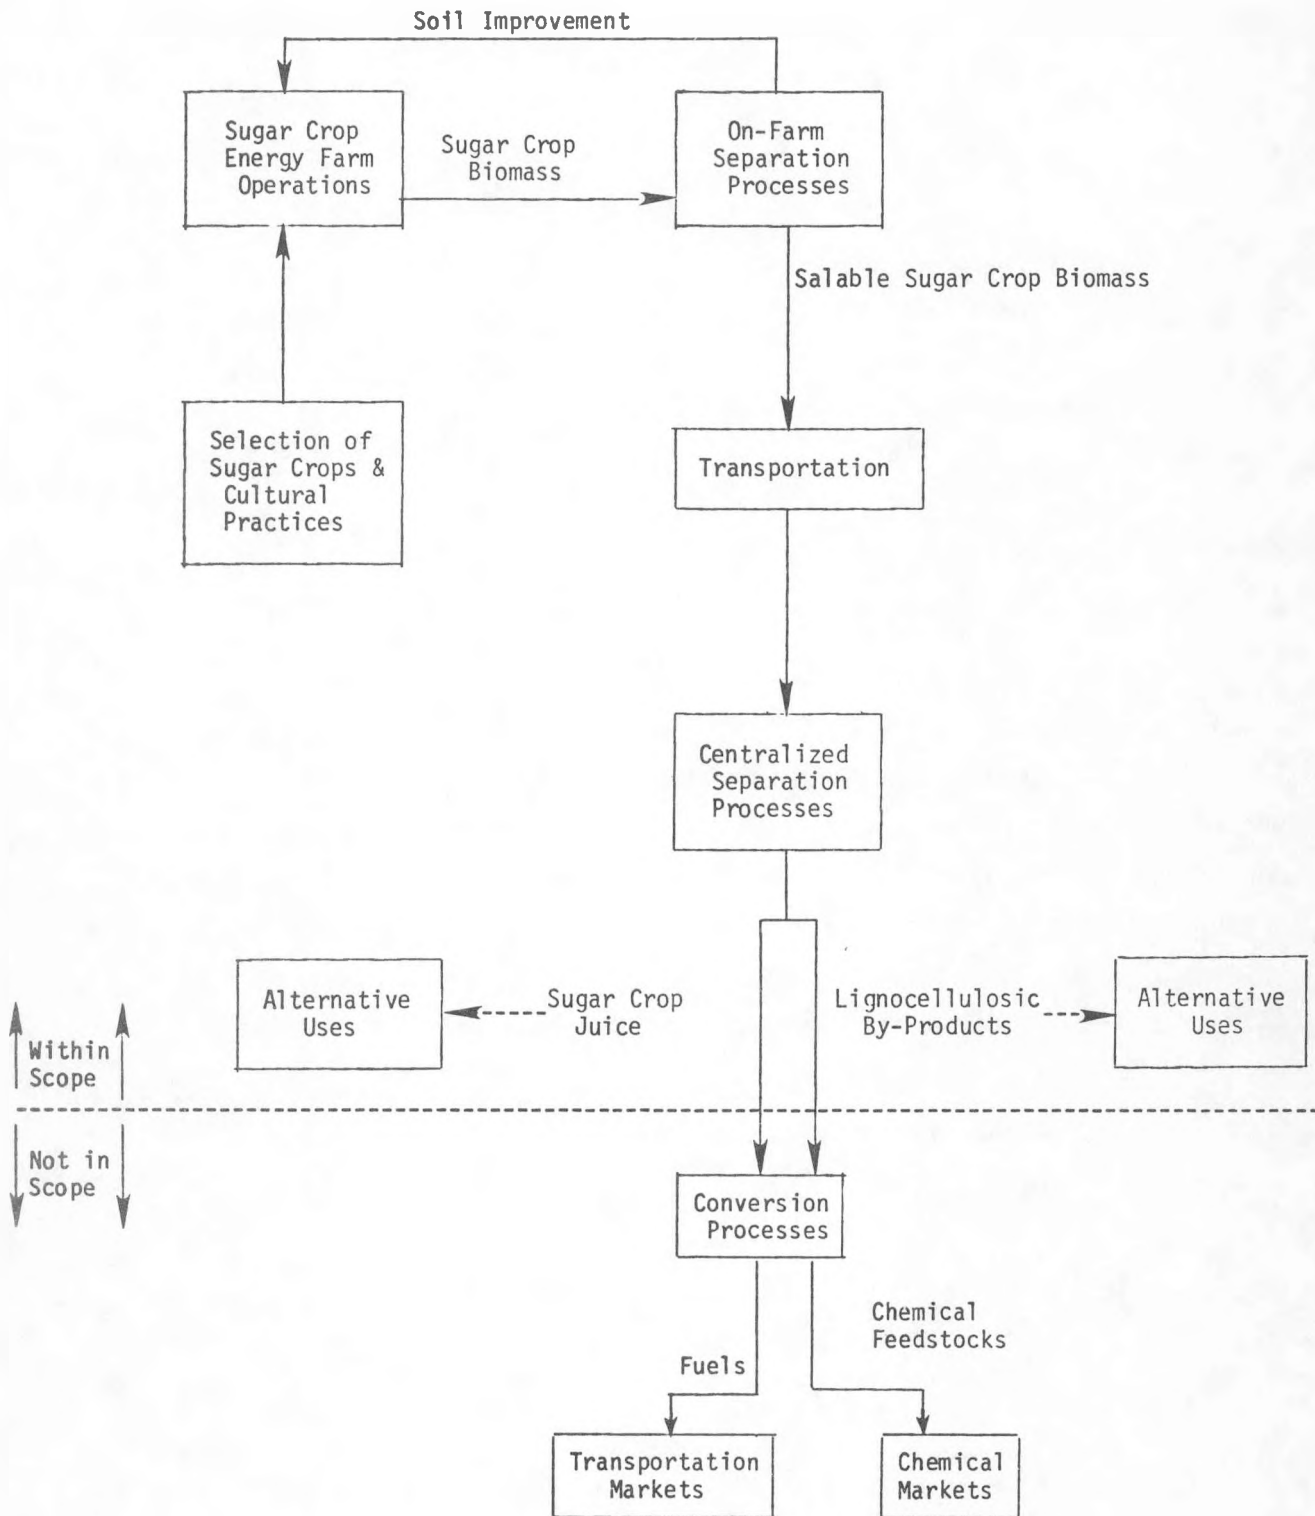 Soil Improvement
Sugar Crop
Energy Farm
Operations
Sugar Crop
Biomass
On-Farm
Separation
Processes
Salable Sugar Crop Biomass
Selection of
Sugar Crops &
Cultural
Practices
Transportation
Centralized
Separation
Processes
Alternative
Uses
Sugar Crop
Juice
Lignocellulosic
By-Products
Alternative
Uses
Within
Scope
Not in
Scope
Conversion
Processes
Chemical
Feedstocks
Fuels
Transportation
Markets
Chemical
Markets